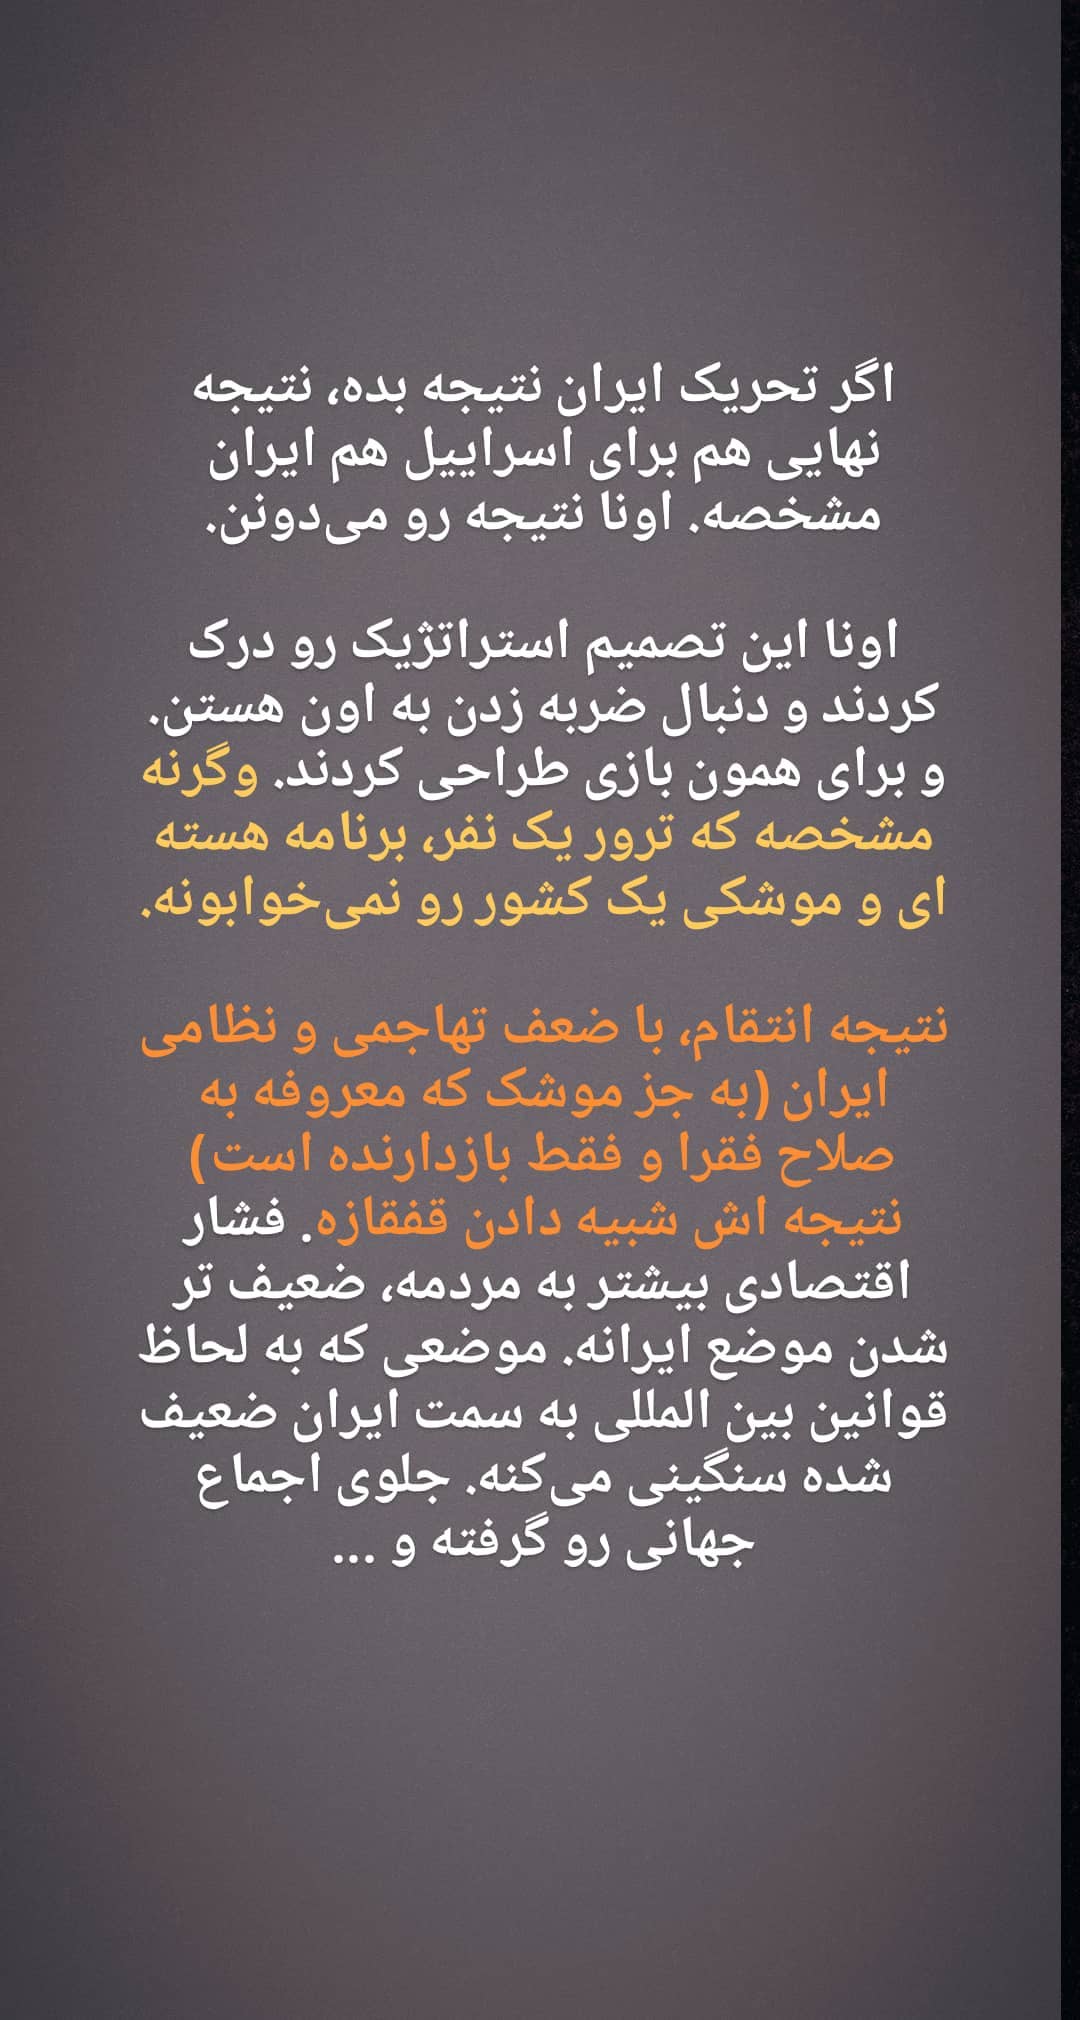 اگر تحریک ایران نتیجه بده، نتیجه
نهایی هم برای اسراییل هم ایران
مشخصه. اونا نتیجه رو می‌دونن.
اونا این تصمیم استراتژیک رو درک
کردند و دنبال ضربه زدن به اون هستن.
و برای همون بازی طراحی کردند. وگرنه
مشخصه که ترور یک نفر، برنامه هسته
ای و موشکی یک کشور رو نمی‌خوابونه.
نتیجه انتقام، با ضعف تهاجمی و نظامی
ایران (به جز موشک که معروفه به
صلاح فقرا و فقط بازدارنده است)
نتیجه اش شبیه دادن قفقازه. فشار
اقتصادی بیشتر به مردمه، ضعیف تر
شدن موضع ایرانه. موضعی که به لحاظ
قوانین بین المللی به سمت ایران ضعیف
شده سنگینی می‌کنه. جلوی اجماع
جهانی رو گرفته و ...